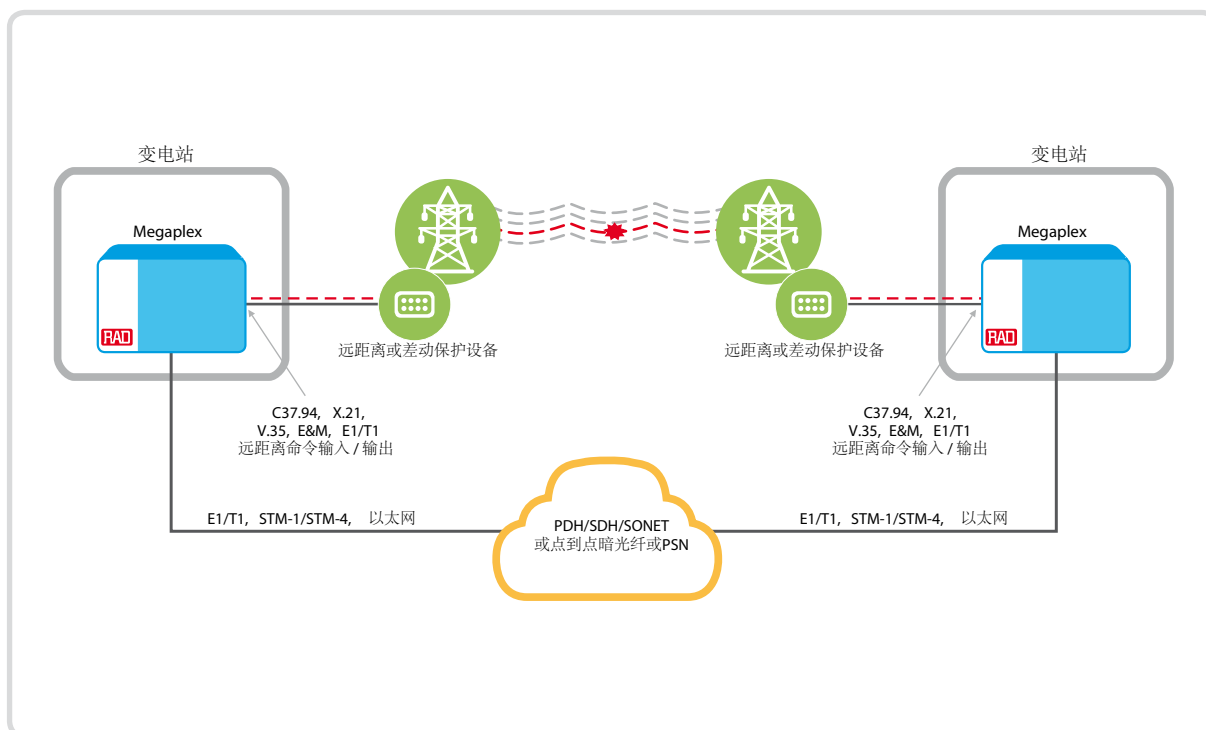 变电站
变电站
Megaplex
Megaplex
RAD
RAD
远距离或差动保护设备
远距离或差动保护设备
C37.94, X.21,
V.35, E&M, E1/T1
远距离命令输入 / 输出
C37.94, X.21,
V.35, E&M, E1/T1
远距离命令输入 / 输出
E1/T1, STM-1/STM-4, 以太网
PDH/SDH/SONET
或点到点暗光纤或PSN
E1/T1, STM-1/STM-4, 以太网